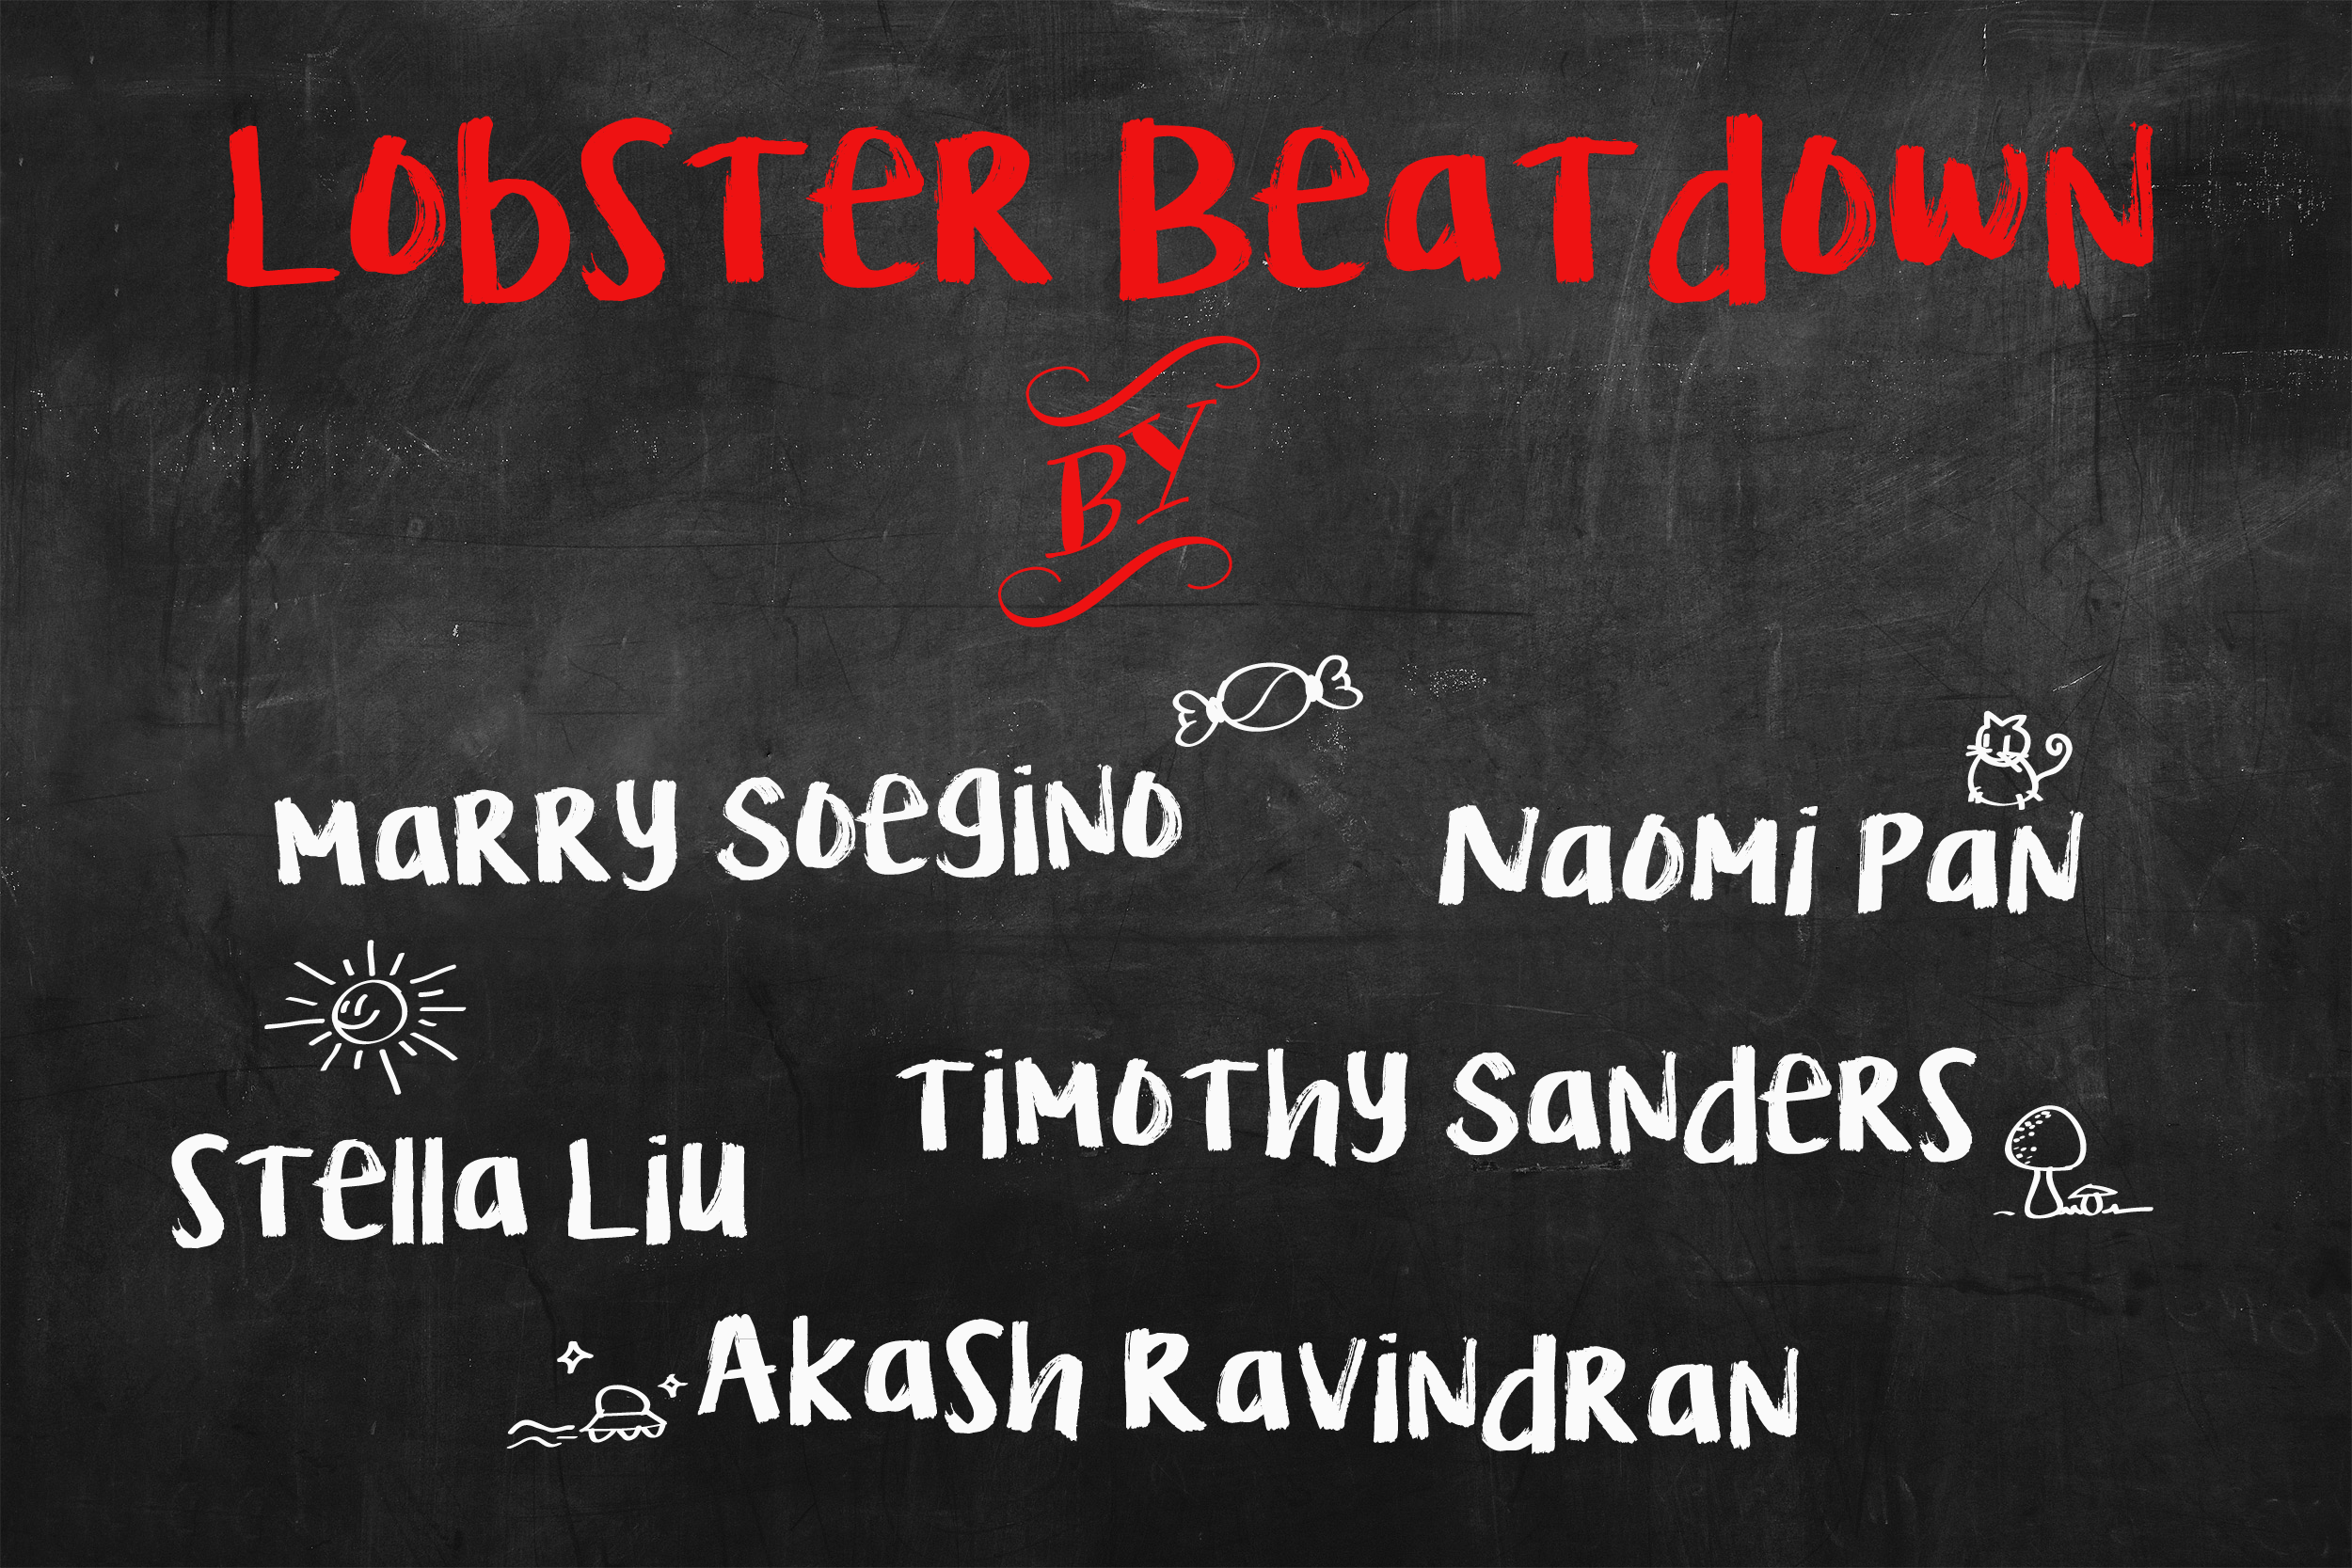 Lobster Beatdown
BY
Marry Soegino
Naomi Pan
Stella Liu
Timothy Sanders
Akash Ravindran